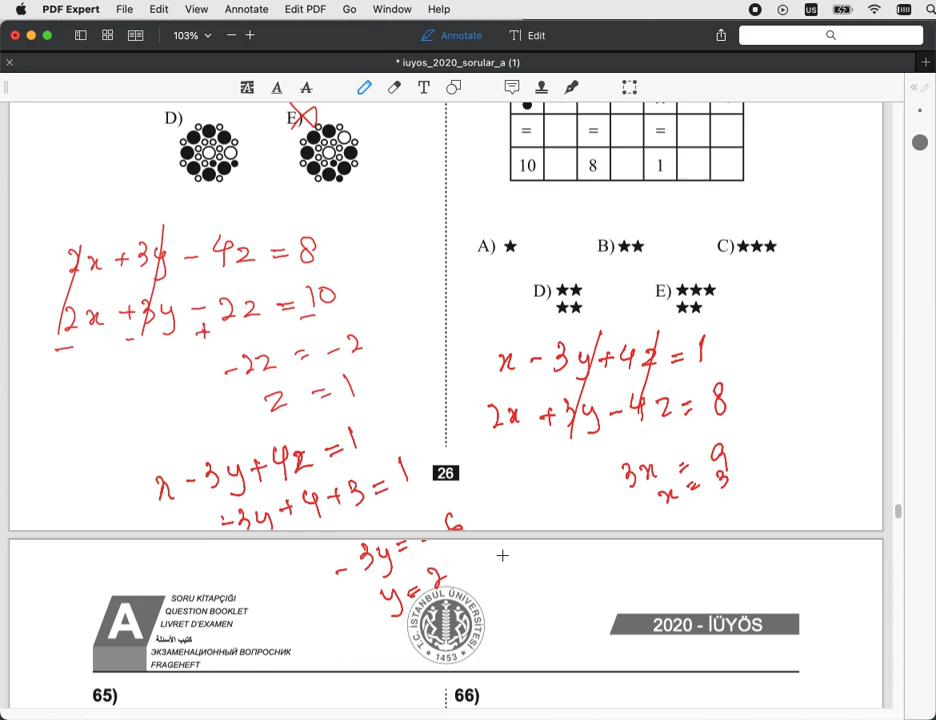 PDF Expert File Edit View Annotate Edit PDF Go Window Help US
103% Annotate T Edit
* iuyos_2020_sorular_a (1)
A A A T
D) E)
= = =
10 8 1
A) ★ B) ★★ C) ★★★
D) ★★
★★
E) ★★★
★★
2x + 3y - 4z = 8
2x + 3y - 2z = 10
- - + -
-2z = -2
z = 1
x - 3y + 4z = 1
-3y + 4 + 3 = 1
- 3y = - 6
y = 2
x - 3y + 4z = 1
2x + 3y - 4z = 8
3x = 9
x = 3
26
A
SORU KİTAPÇIĞI
QUESTION BOOKLET
LIVRET D'EXAMEN
كتيب الأسئلة
ЭКЗАМЕНАЦИОННЫЙ ВОПРОСНИК
FRAGEHEFT
T.C. İSTANBUL ÜNİVERSİTESİ
1453
2020 - İÜYÖS
65) 66)